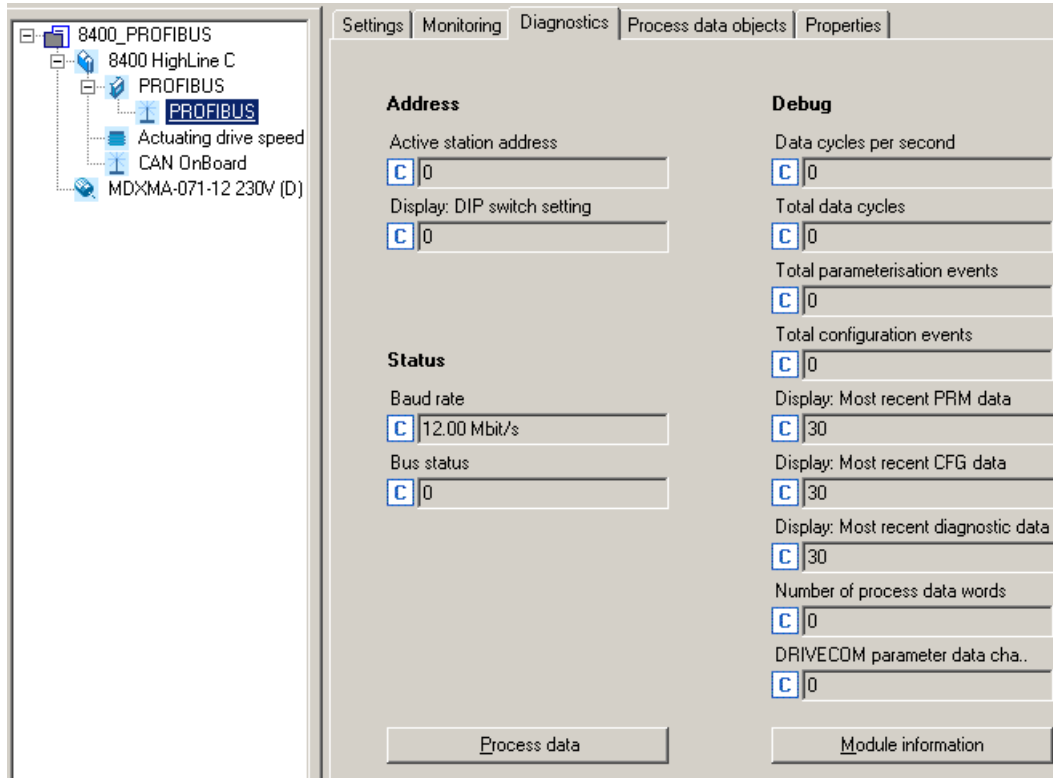 8400_PROFIBUS
8400 HighLine C
PROFIBUS
PROFIBUS
Actuating drive speed
CAN OnBoard
MDXMA-071-12 230V (D)
Settings Monitoring Diagnostics Process data objects Properties
Address
Active station address
C 0
Display: DIP switch setting
C 0
Status
Baud rate
C 12.00 Mbit/s
Bus status
C 0
Process data
Debug
Data cycles per second
C 0
Total data cycles
C 0
Total parameterisation events
C 0
Total configuration events
C 0
Display: Most recent PRM data
C 30
Display: Most recent CFG data
C 30
Display: Most recent diagnostic data
C 30
Number of process data words
C 0
DRIVECOM parameter data cha..
C 0
Module information